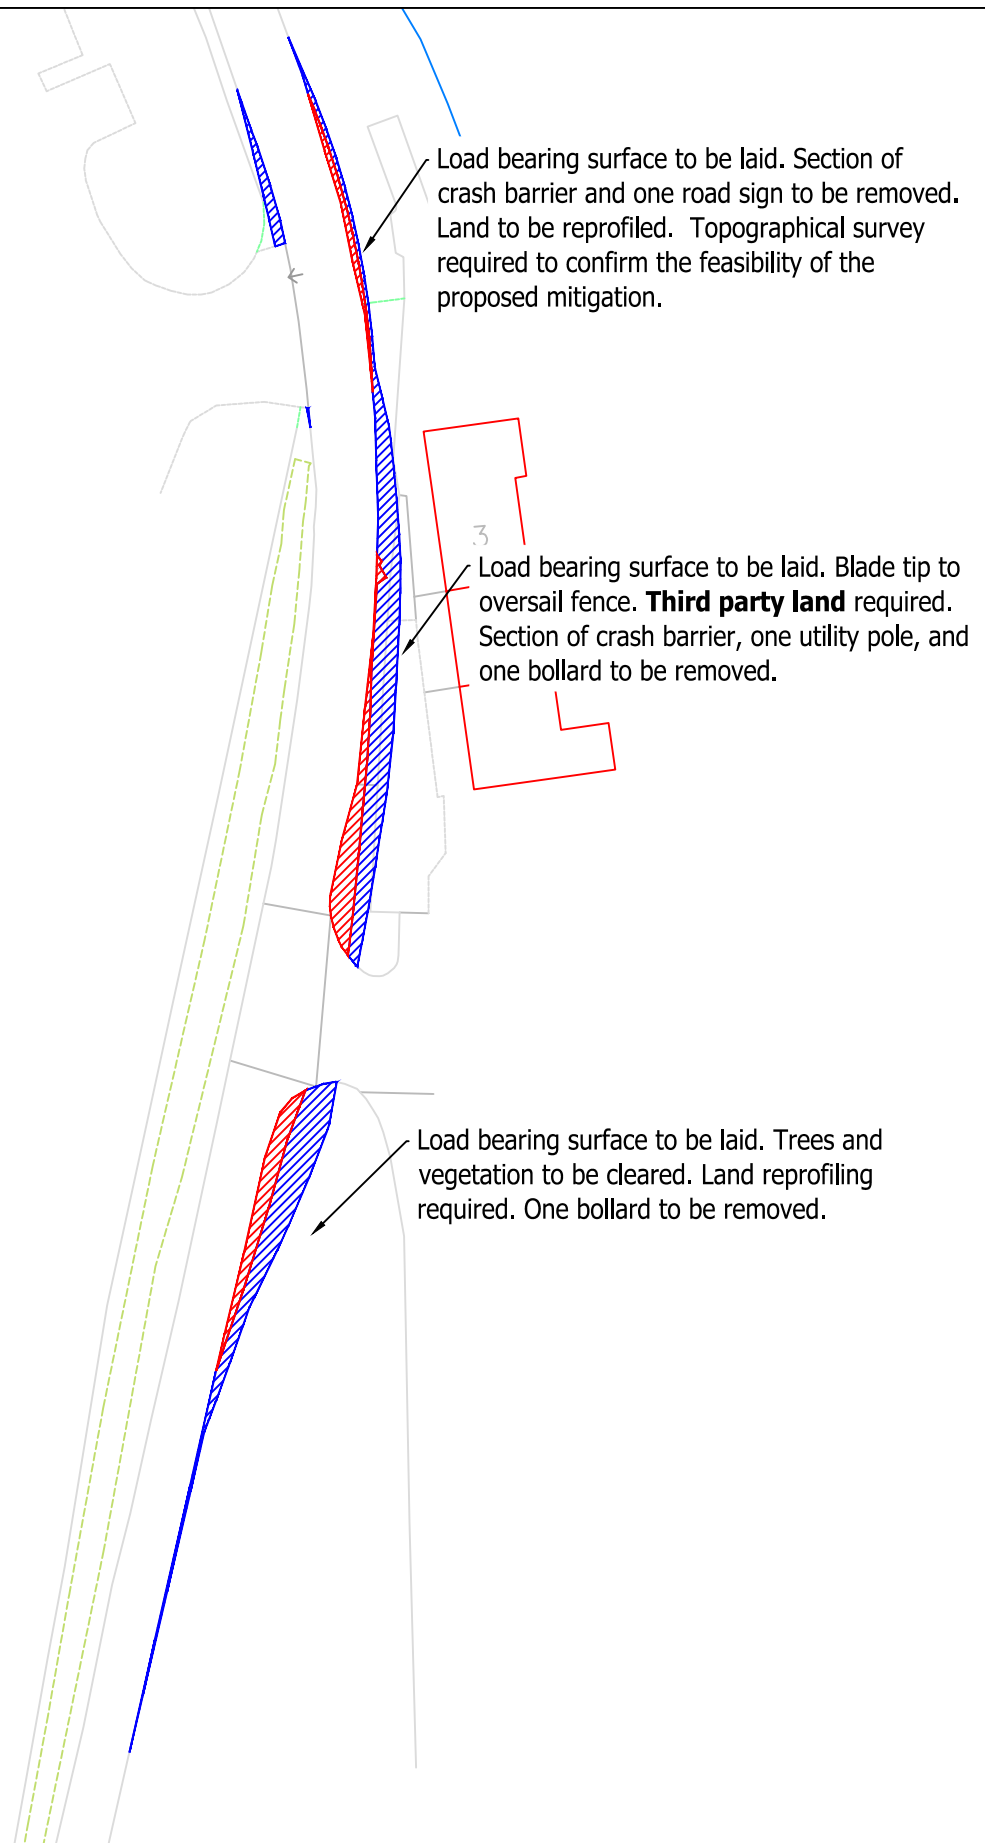 Load bearing surface to be laid. Section of
crash barrier and one road sign to be removed.
Land to be reprofiled. Topographical survey
required to confirm the feasibility of the
proposed mitigation.
3
Load bearing surface to be laid. Blade tip to
oversail fence. Third party land required.
Section of crash barrier, one utility pole, and
one bollard to be removed.
Load bearing surface to be laid. Trees and
vegetation to be cleared. Land reprofiling
required. One bollard to be removed.